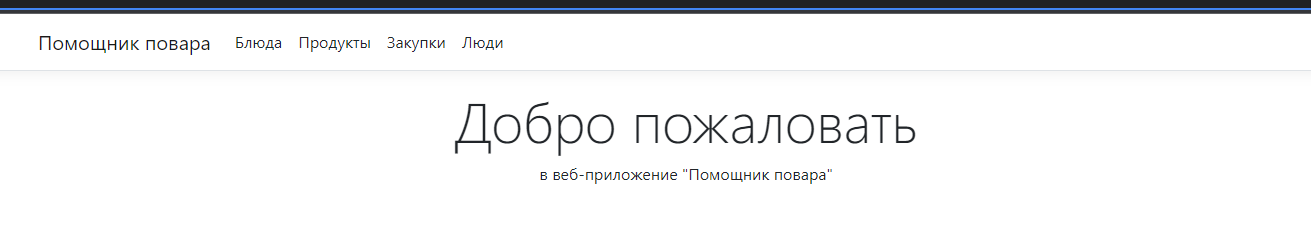 Помощник повара Блюда Продукты Закупки Люди
Добро пожаловать
в веб-приложение "Помощник повара"